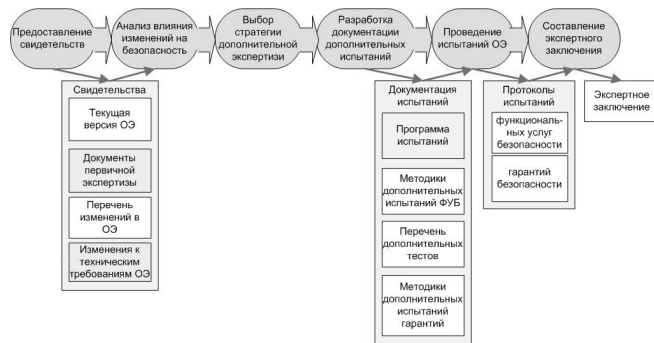 Предоставление
свидетельств
Анализ влияния
изменений на
безопасность
Выбор
стратегии
дополнительной
экспертизи
Разработка
документации
дополнительных
испытаний
Проведение
испытаний ОЭ
Составление
экспертного
заключения
Свидетельства
Текущая
версия ОЭ
Документы
первичной
экспертизы
Перечень
изменений в
ОЭ
Изменения к
техническим
требованиям ОЭ
Документация
испытаний
Программа
испытаний
Методики
дополнительных
испытаний ФУБ
Перечень
дополнительных
тестов
Методики
дополнительных
испытаний
гарантий
Протоколы
испытаний
функциональ-
ных услуг
безопасности
гарантий
безопасности
Экспертное
заключение